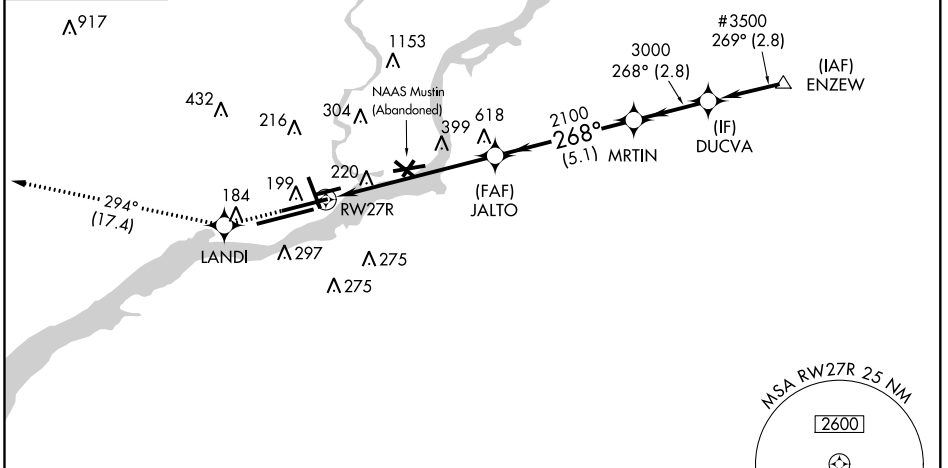 917
1153
#3500
269° (2.8)
3000
268° (2.8)
(IAF)
ENZEW
NAAS Mustin
(Abandoned)
432
304
216
399
618
2100
268°
(5.1)
MRTIN
(IF)
DUCVA
220
199
184
RW27R
(FAF)
JALTO
294°
(17.4)
LANDI
297
275
275
MSA RW27R 25 NM
2600